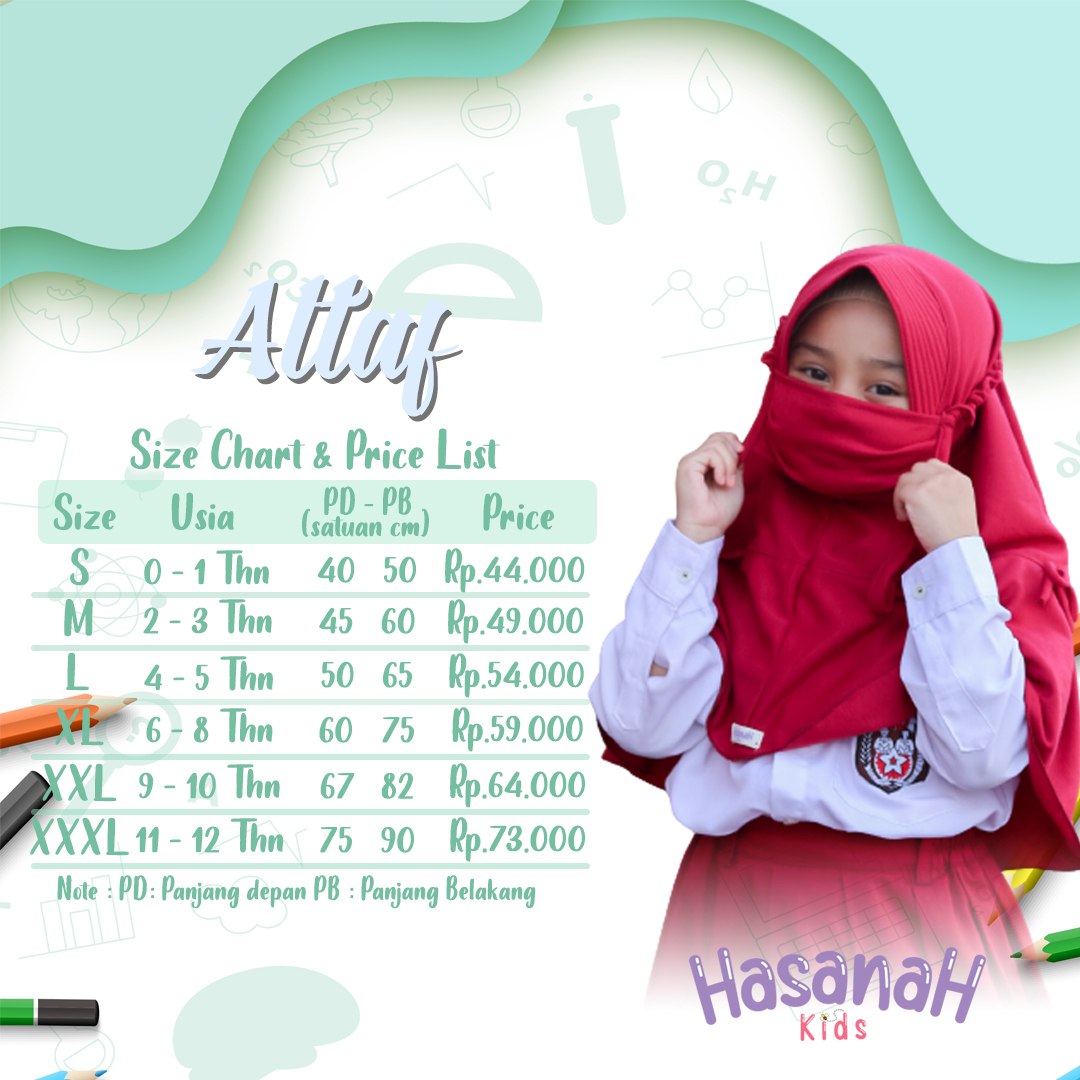 H2O
Attaf
Size Chart & Price List
Size Usia PD - PB (satuan cm) Price
S 0 - 1 Thn 40 50 Rp.44.000
M 2 - 3 Thn 45 60 Rp.49.000
L 4 - 5 Thn 50 65 Rp.54.000
XL 6 - 8 Thn 60 75 Rp.59.000
XXL 9 - 10 Thn 67 82 Rp.64.000
XXXL 11 - 12 Thn 75 90 Rp.73.000
Note : PD: Panjang depan PB : Panjang Belakang
HasanaH
Kids